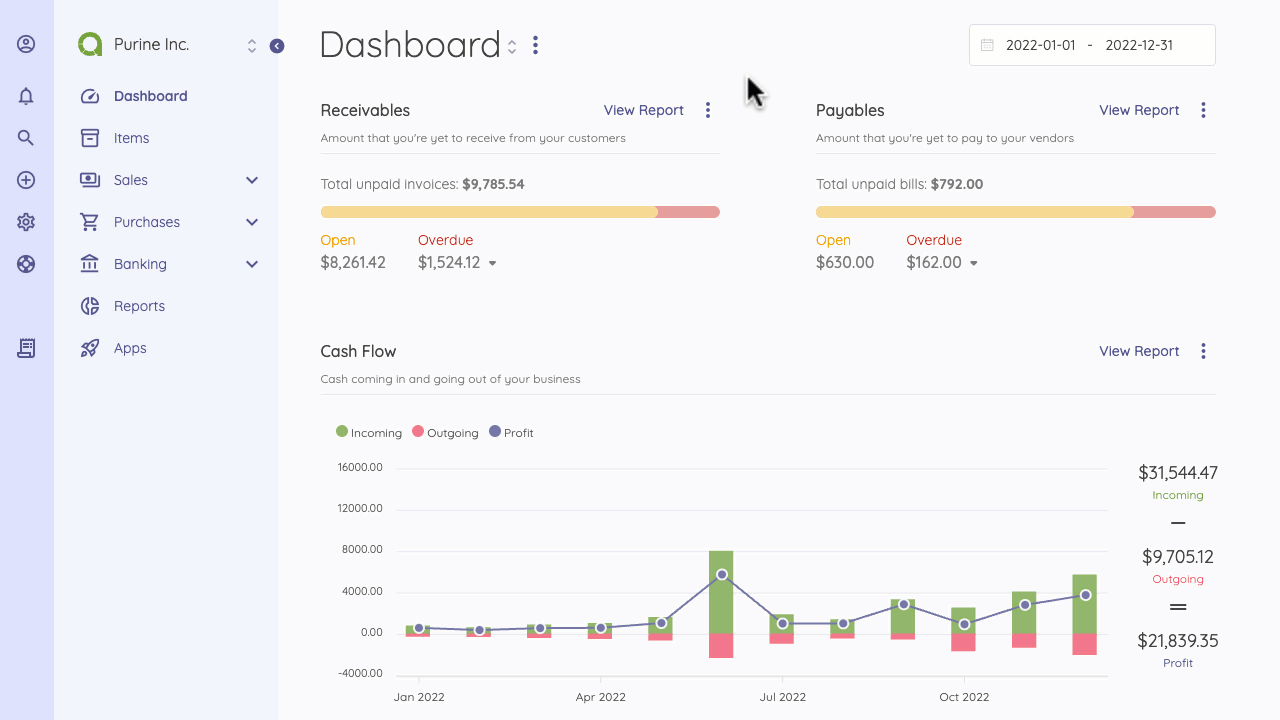 Purine Inc.
Dashboard
Items
Sales
Purchases
Banking
Reports
Apps
Dashboard
2022-01-01 - 2022-12-31
Receivables
View Report
Amount that you're yet to receive from your customers
Total unpaid invoices: $9,785.54
Open
Overdue
$8,261.42
$1,524.12
Payables
View Report
Amount that you're yet to pay to your vendors
Total unpaid bills: $792.00
Open
Overdue
$630.00
$162.00
Cash Flow
View Report
Cash coming in and going out of your business
Incoming
Outgoing
Profit
16000.00
12000.00
8000.00
4000.00
0.00
-4000.00
Jan 2022
Apr 2022
Jul 2022
Oct 2022
$31,544.47
Incoming
$9,705.12
Outgoing
$21,839.35
Profit